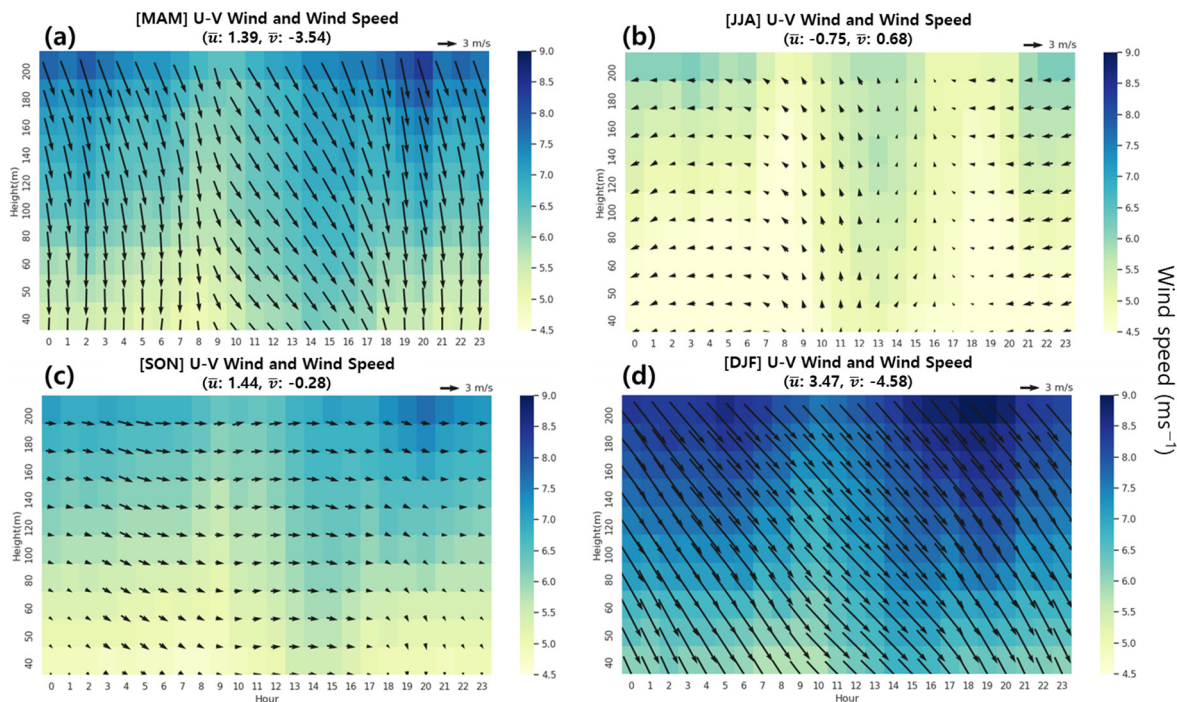 [MAM] U-V Wind and Wind Speed
(a)
(u̅: 1.39, v̅: -3.54)
3 m/s
Height(m)
200
180
160
140
120
100
80
60
50
40
0 1 2 3 4 5 6 7 8 9 10 11 12 13 14 15 16 17 18 19 20 21 22 23
9.0
8.5
8.0
7.5
7.0
6.5
6.0
5.5
5.0
4.5
[JJA] U-V Wind and Wind Speed
(b)
(u̅: -0.75, v̅: 0.68)
3 m/s
Height(m)
200
180
160
140
120
100
80
60
50
40
0 1 2 3 4 5 6 7 8 9 10 11 12 13 14 15 16 17 18 19 20 21 22 23
9.0
8.5
8.0
7.5
7.0
6.5
6.0
5.5
5.0
4.5
[SON] U-V Wind and Wind Speed
(c)
(u̅: 1.44, v̅: -0.28)
3 m/s
Height(m)
200
180
160
140
120
100
80
60
50
40
0 1 2 3 4 5 6 7 8 9 10 11 12 13 14 15 16 17 18 19 20 21 22 23
Hour
9.0
8.5
8.0
7.5
7.0
6.5
6.0
5.5
5.0
4.5
[DJF] U-V Wind and Wind Speed
(d)
(u̅: 3.47, v̅: -4.58)
3 m/s
Height(m)
200
180
160
140
120
100
80
60
50
40
0 1 2 3 4 5 6 7 8 9 10 11 12 13 14 15 16 17 18 19 20 21 22 23
Hour
9.0
8.5
8.0
7.5
7.0
6.5
6.0
5.5
5.0
4.5
Wind speed (ms⁻¹)